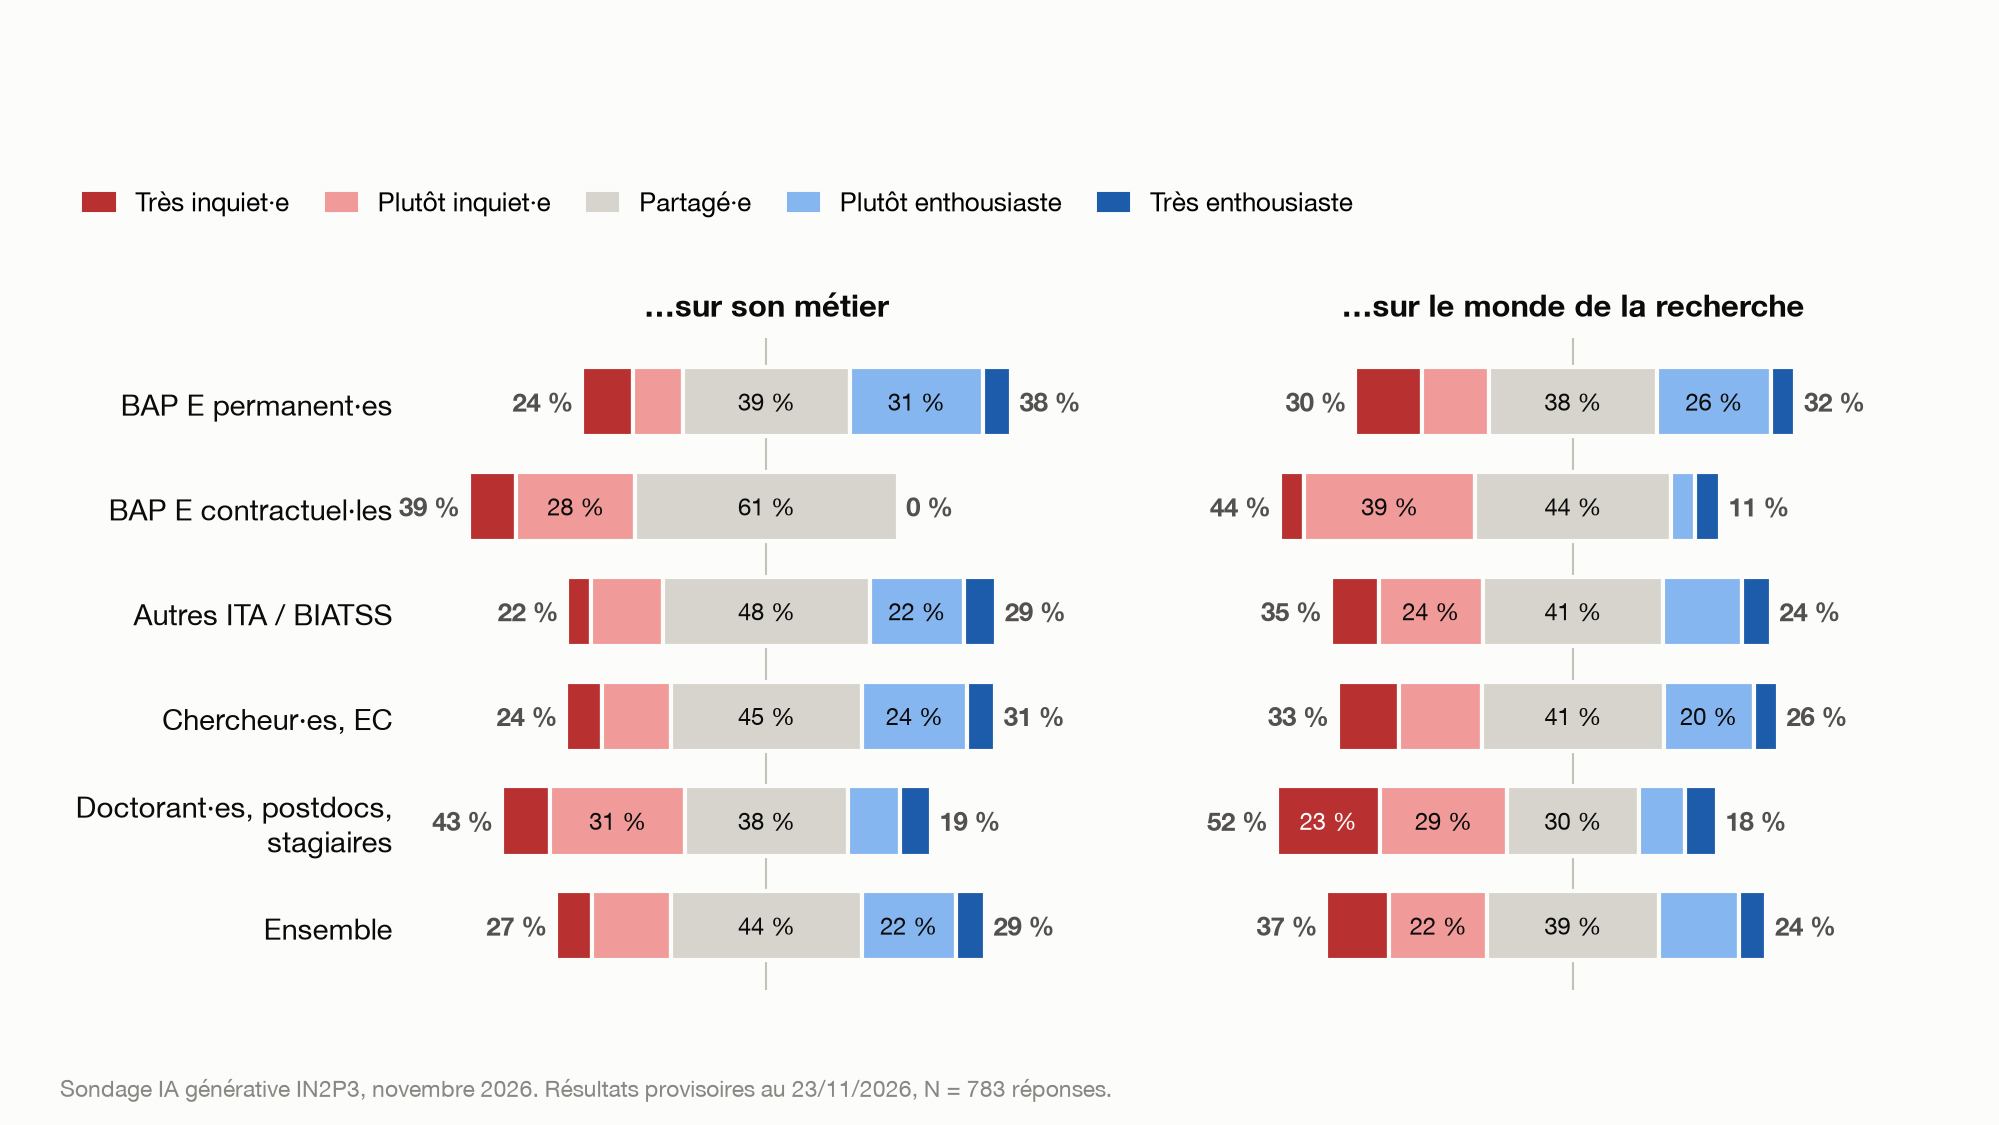 Très inquiet·e Plutôt inquiet·e Partagé·e Plutôt enthousiaste Très enthousiaste
...sur son métier ...sur le monde de la recherche
BAP E permanent·es 24 % 39 % 31 % 38 % 30 % 38 % 26 % 32 %
BAP E contractuel·les 39 % 28 % 61 % 0 % 44 % 39 % 44 % 11 %
Autres ITA / BIATSS 22 % 48 % 22 % 29 % 35 % 24 % 41 % 24 %
Chercheur·es, EC 24 % 45 % 24 % 31 % 33 % 41 % 20 % 26 %
Doctorant·es, postdocs,
stagiaires 43 % 31 % 38 % 19 % 52 % 23 % 29 % 30 % 18 %
Ensemble 27 % 44 % 22 % 29 % 37 % 22 % 39 % 24 %
Sondage IA générative IN2P3, novembre 2026. Résultats provisoires au 23/11/2026, N = 783 réponses.